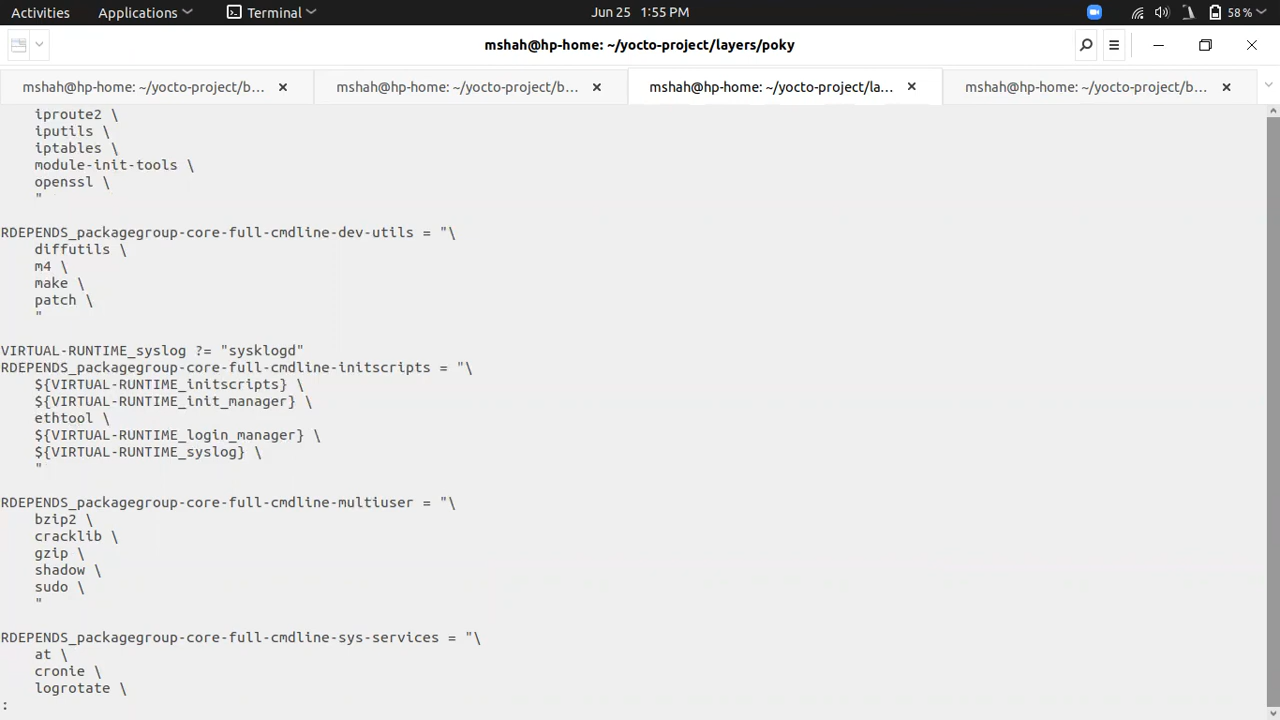 Activities Applications Terminal Jun 25 1:55 PM 58 %
mshah@hp-home: ~/yocto-project/layers/poky
mshah@hp-home: ~/yocto-project/b... mshah@hp-home: ~/yocto-project/b... mshah@hp-home: ~/yocto-project/la... mshah@hp-home: ~/yocto-project/b...
    iproute2 \
    iputils \
    iptables \
    module-init-tools \
    openssl \
    "
RDEPENDS_packagegroup-core-full-cmdline-dev-utils = "\
    diffutils \
    m4 \
    make \
    patch \
    "
VIRTUAL-RUNTIME_syslog ?= "sysklogd"
RDEPENDS_packagegroup-core-full-cmdline-initscripts = "\
    ${VIRTUAL-RUNTIME_initscripts} \
    ${VIRTUAL-RUNTIME_init_manager} \
    ethtool \
    ${VIRTUAL-RUNTIME_login_manager} \
    ${VIRTUAL-RUNTIME_syslog} \
    "
RDEPENDS_packagegroup-core-full-cmdline-multiuser = "\
    bzip2 \
    cracklib \
    gzip \
    shadow \
    sudo \
    "
RDEPENDS_packagegroup-core-full-cmdline-sys-services = "\
    at \
    cronie \
    logrotate \
: